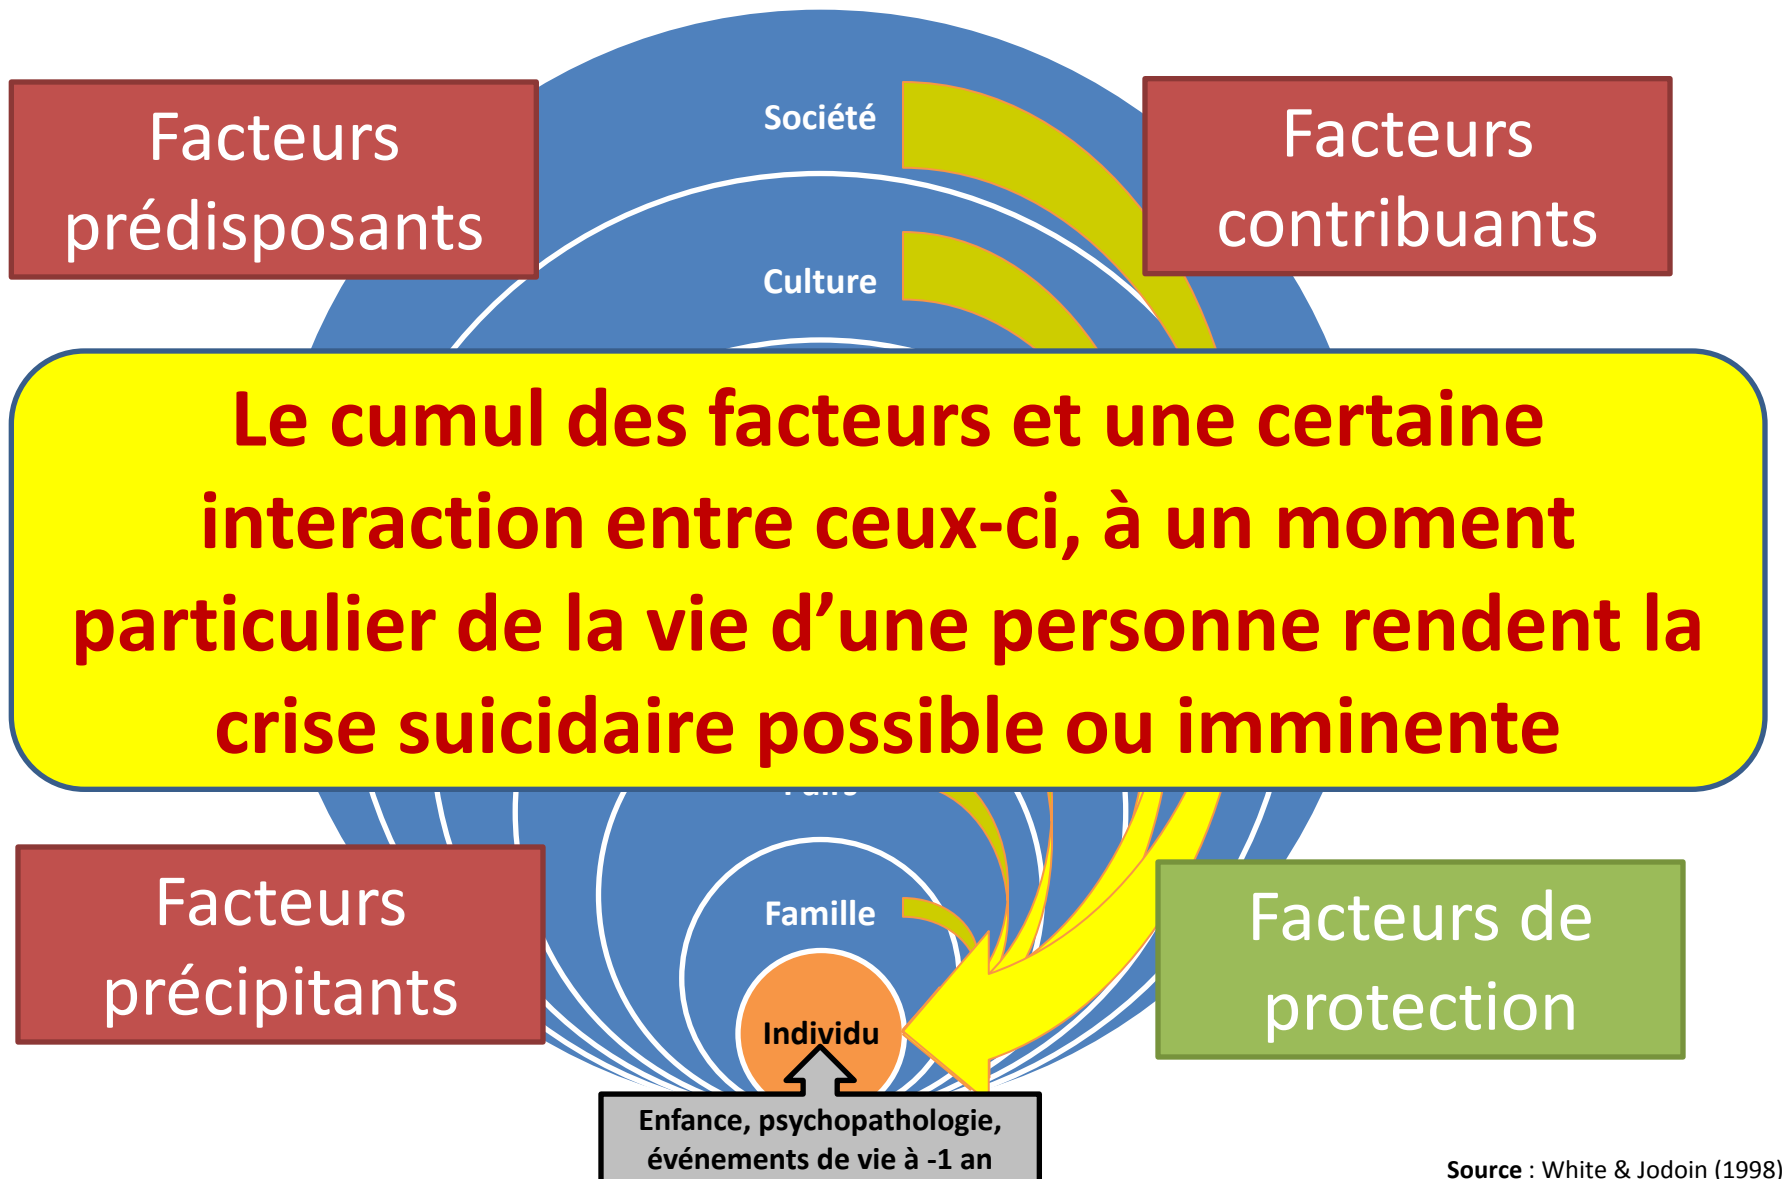 Société
Facteurs
prédisposants
Facteurs
contribuants
Culture
Le cumul des facteurs et une certaine
interaction entre ceux-ci, à un moment
particulier de la vie d’une personne rendent la
crise suicidaire possible ou imminente
Famille
Facteurs
précipitants
Facteurs de
protection
Individu
Enfance, psychopathologie,
événements de vie à -1 an
Source : White & Jodoin (1998)